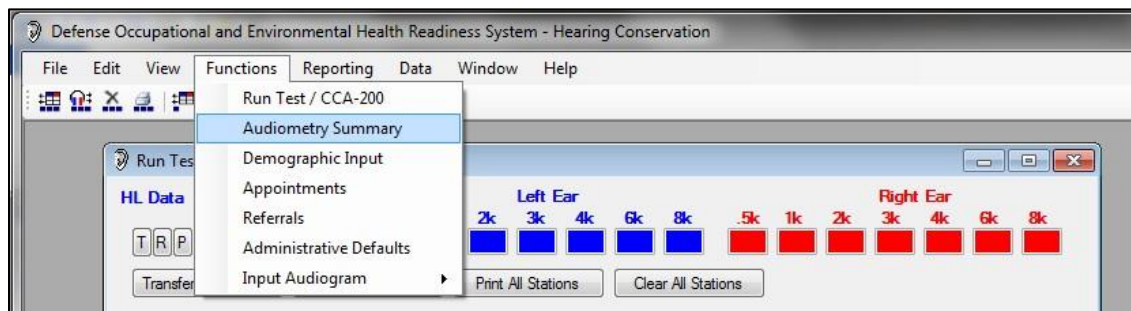 Defense Occupational and Environmental Health Readiness System - Hearing Conservation
File Edit View Functions Reporting Data Window Help
Run Test / CCA-200
Audiometry Summary
Demographic Input
Appointments
Referrals
Administrative Defaults
Input Audiogram
Run Tes
HL Data Left Ear Right Ear
2k 3k 4k 6k 8k .5k 1k 2k 3k 4k 6k 8k
T R P
Transfer Print All Stations Clear All Stations